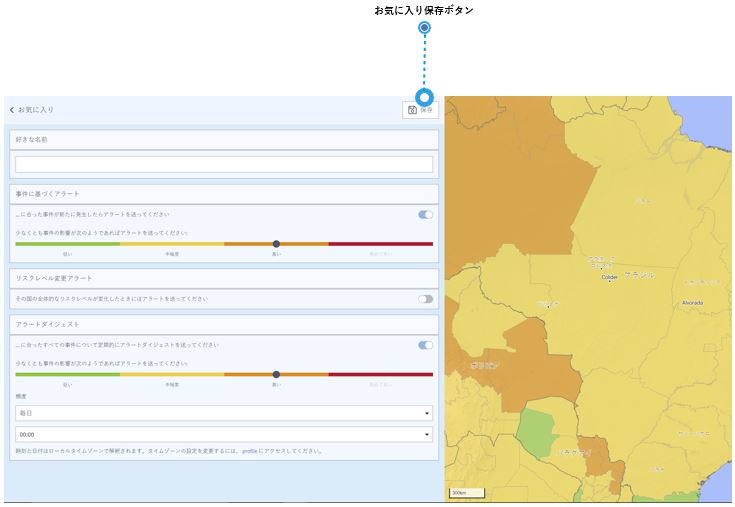 お気に入り保存ボタン
お気に入り
保存
好きな名前
事件に基づくアラート
... に合った事件が新たに発生したらアラートを送ってください
少なくとも事件の影響が次のようであればアラートを送ってください:
低い 中程度 高い 極めて高い
リスクレベル変更アラート
その国の全体的なリスクレベルが変化したときにはアラートを送ってください
アラートダイジェスト
... に合ったすべての事件について定期的にアラートダイジェストを送ってください
少なくとも事件の影響が次のようであればアラートを送ってください:
低い 中程度 高い 極めて高い
頻度
毎日
00:00
時刻と日付はローカルタイムゾーンで解釈されます。タイムゾーンの設定を変更するには、 profile にアクセスしてください。
ブラジル
Colider
Alvorada
ボリビア
パラグアイ
300km